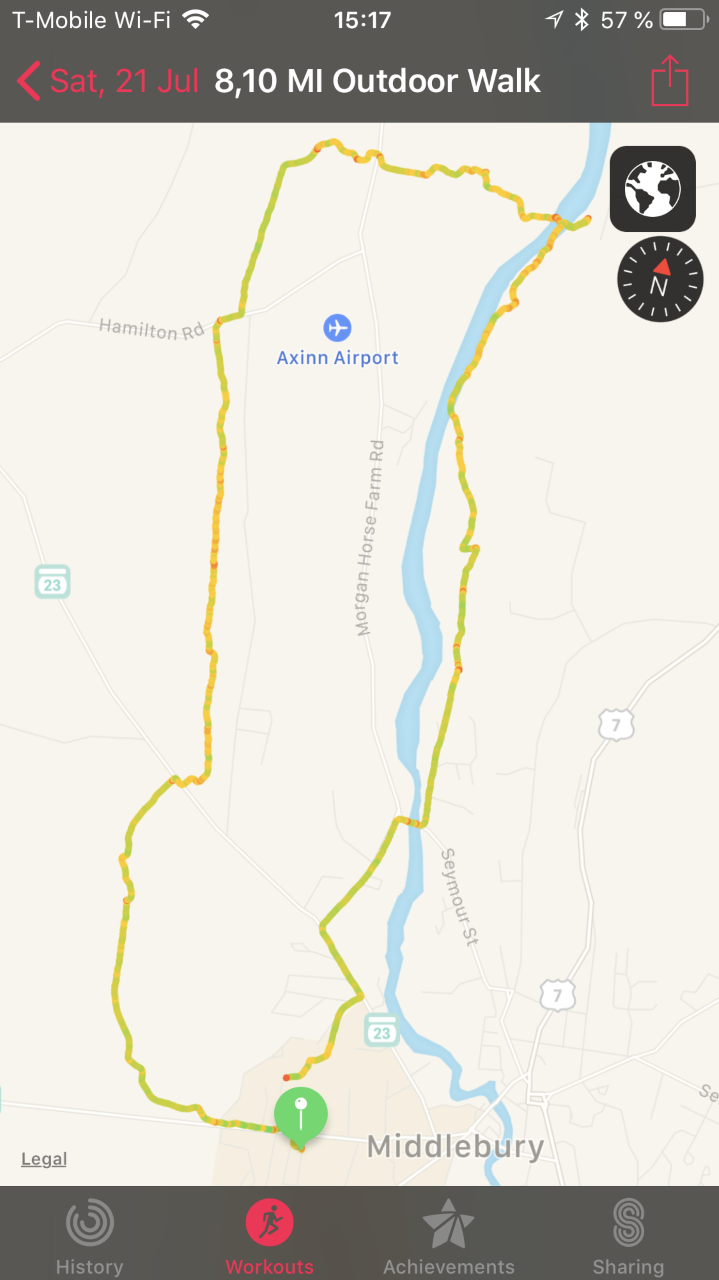 T-Mobile Wi-Fi 15:17 57 %
Sat, 21 Jul 8,10 MI Outdoor Walk
N
Hamilton Rd
Axinn Airport
Morgan Horse Farm Rd
23
7
Seymour St
7
23
Se
Middlebury
Legal
History Workouts Achievements Sharing